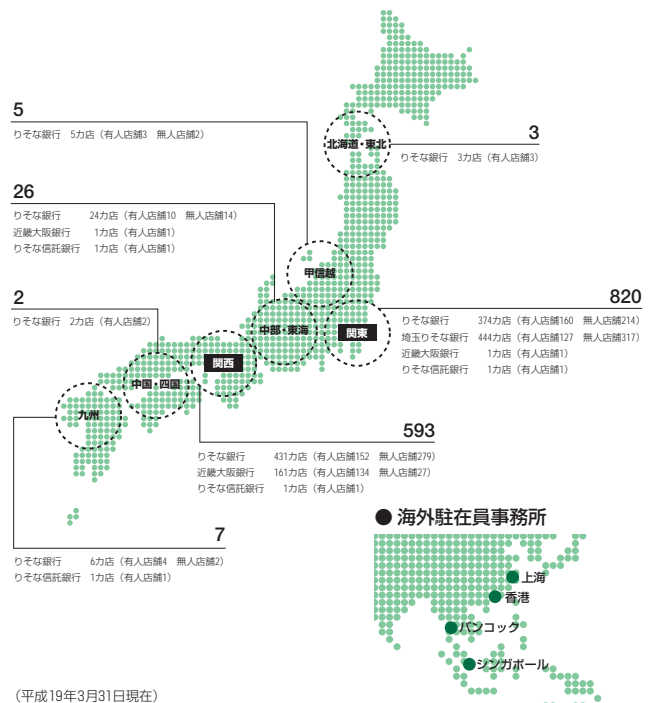 5
りそな銀行 5カ店（有人店舗3 無人店舗2）
北海道・東北
3
りそな銀行 3カ店（有人店舗3）
26
りそな銀行 24カ店（有人店舗10 無人店舗14）
近畿大阪銀行 1カ店（有人店舗1）
りそな信託銀行 1カ店（有人店舗1）
甲信越
2
りそな銀行 2カ店（有人店舗2）
中部・東海
関東
820
りそな銀行 374カ店（有人店舗160 無人店舗214）
埼玉りそな銀行 444カ店（有人店舗127 無人店舗317）
近畿大阪銀行 1カ店（有人店舗1）
りそな信託銀行 1カ店（有人店舗1）
関西
中国・四国
九州
593
りそな銀行 431カ店（有人店舗152 無人店舗279）
近畿大阪銀行 161カ店（有人店舗134 無人店舗27）
りそな信託銀行 1カ店（有人店舗1）
7
りそな銀行 6カ店（有人店舗4 無人店舗2）
りそな信託銀行 1カ店（有人店舗1）
● 海外駐在員事務所
上海
香港
バンコック
シンガポール
（平成19年3月31日現在）